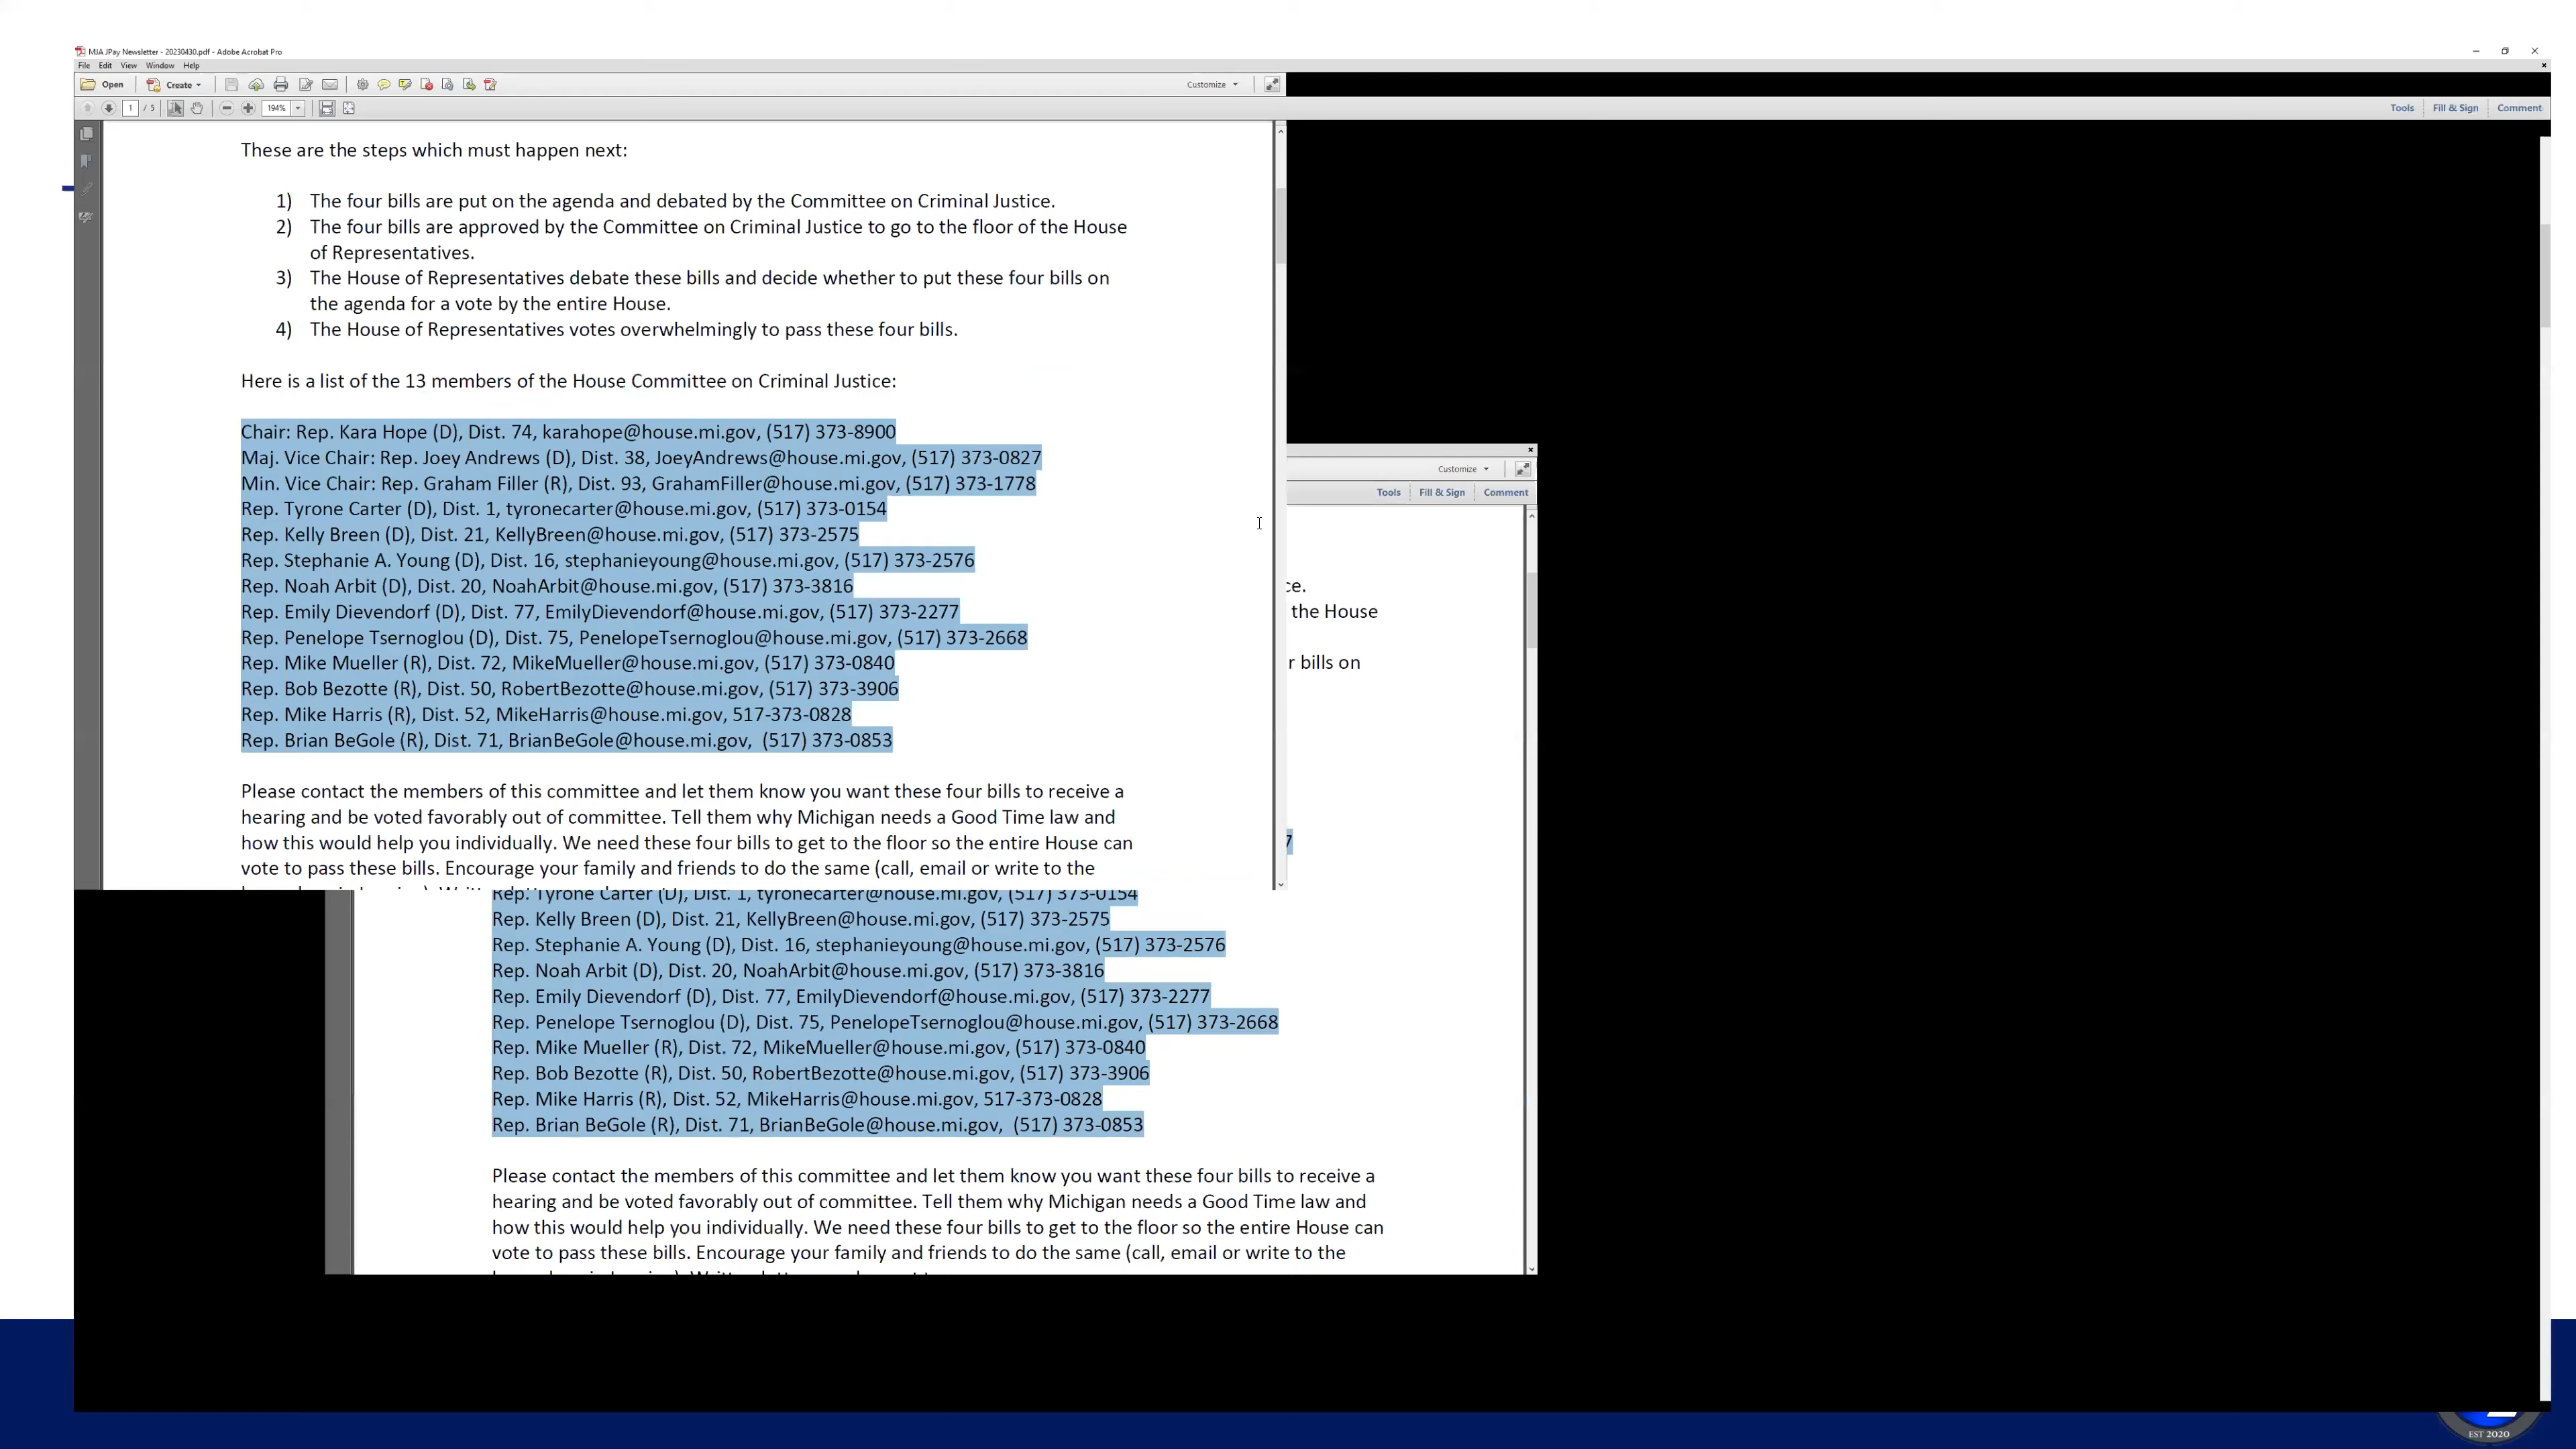 MJA JPay Newsletter - 20230430.pdf - Adobe Acrobat Pro
File Edit View Window Help
Open Create Customize
1 / 5 194% Tools Fill & Sign Comment
These are the steps which must happen next:
1) The four bills are put on the agenda and debated by the Committee on Criminal Justice.
2) The four bills are approved by the Committee on Criminal Justice to go to the floor of the House
of Representatives.
3) The House of Representatives debate these bills and decide whether to put these four bills on
the agenda for a vote by the entire House.
4) The House of Representatives votes overwhelmingly to pass these four bills.
Here is a list of the 13 members of the House Committee on Criminal Justice:
Chair: Rep. Kara Hope (D), Dist. 74, karahope@house.mi.gov, (517) 373-8900
Maj. Vice Chair: Rep. Joey Andrews (D), Dist. 38, JoeyAndrews@house.mi.gov, (517) 373-0827
Min. Vice Chair: Rep. Graham Filler (R), Dist. 93, GrahamFiller@house.mi.gov, (517) 373-1778
Rep. Tyrone Carter (D), Dist. 1, tyronecarter@house.mi.gov, (517) 373-0154
Rep. Kelly Breen (D), Dist. 21, KellyBreen@house.mi.gov, (517) 373-2575
Rep. Stephanie A. Young (D), Dist. 16, stephanieyoung@house.mi.gov, (517) 373-2576
Rep. Noah Arbit (D), Dist. 20, NoahArbit@house.mi.gov, (517) 373-3816
Rep. Emily Dievendorf (D), Dist. 77, EmilyDievendorf@house.mi.gov, (517) 373-2277
Rep. Penelope Tsernoglou (D), Dist. 75, PenelopeTsernoglou@house.mi.gov, (517) 373-2668
Rep. Mike Mueller (R), Dist. 72, MikeMueller@house.mi.gov, (517) 373-0840
Rep. Bob Bezotte (R), Dist. 50, RobertBezotte@house.mi.gov, (517) 373-3906
Rep. Mike Harris (R), Dist. 52, MikeHarris@house.mi.gov, 517-373-0828
Rep. Brian BeGole (R), Dist. 71, BrianBeGole@house.mi.gov, (517) 373-0853
Please contact the members of this committee and let them know you want these four bills to receive a
hearing and be voted favorably out of committee. Tell them why Michigan needs a Good Time law and
how this would help you individually. We need these four bills to get to the floor so the entire House can
vote to pass these bills. Encourage your family and friends to do the same (call, email or write to the
Customize
Tools Fill & Sign Comment
ce.
the House
r bills on
7
Rep. Tyrone Carter (D), Dist. 1, tyronecarter@house.mi.gov, (517) 373-0154
Rep. Kelly Breen (D), Dist. 21, KellyBreen@house.mi.gov, (517) 373-2575
Rep. Stephanie A. Young (D), Dist. 16, stephanieyoung@house.mi.gov, (517) 373-2576
Rep. Noah Arbit (D), Dist. 20, NoahArbit@house.mi.gov, (517) 373-3816
Rep. Emily Dievendorf (D), Dist. 77, EmilyDievendorf@house.mi.gov, (517) 373-2277
Rep. Penelope Tsernoglou (D), Dist. 75, PenelopeTsernoglou@house.mi.gov, (517) 373-2668
Rep. Mike Mueller (R), Dist. 72, MikeMueller@house.mi.gov, (517) 373-0840
Rep. Bob Bezotte (R), Dist. 50, RobertBezotte@house.mi.gov, (517) 373-3906
Rep. Mike Harris (R), Dist. 52, MikeHarris@house.mi.gov, 517-373-0828
Rep. Brian BeGole (R), Dist. 71, BrianBeGole@house.mi.gov, (517) 373-0853
Please contact the members of this committee and let them know you want these four bills to receive a
hearing and be voted favorably out of committee. Tell them why Michigan needs a Good Time law and
how this would help you individually. We need these four bills to get to the floor so the entire House can
vote to pass these bills. Encourage your family and friends to do the same (call, email or write to the
EST 2020